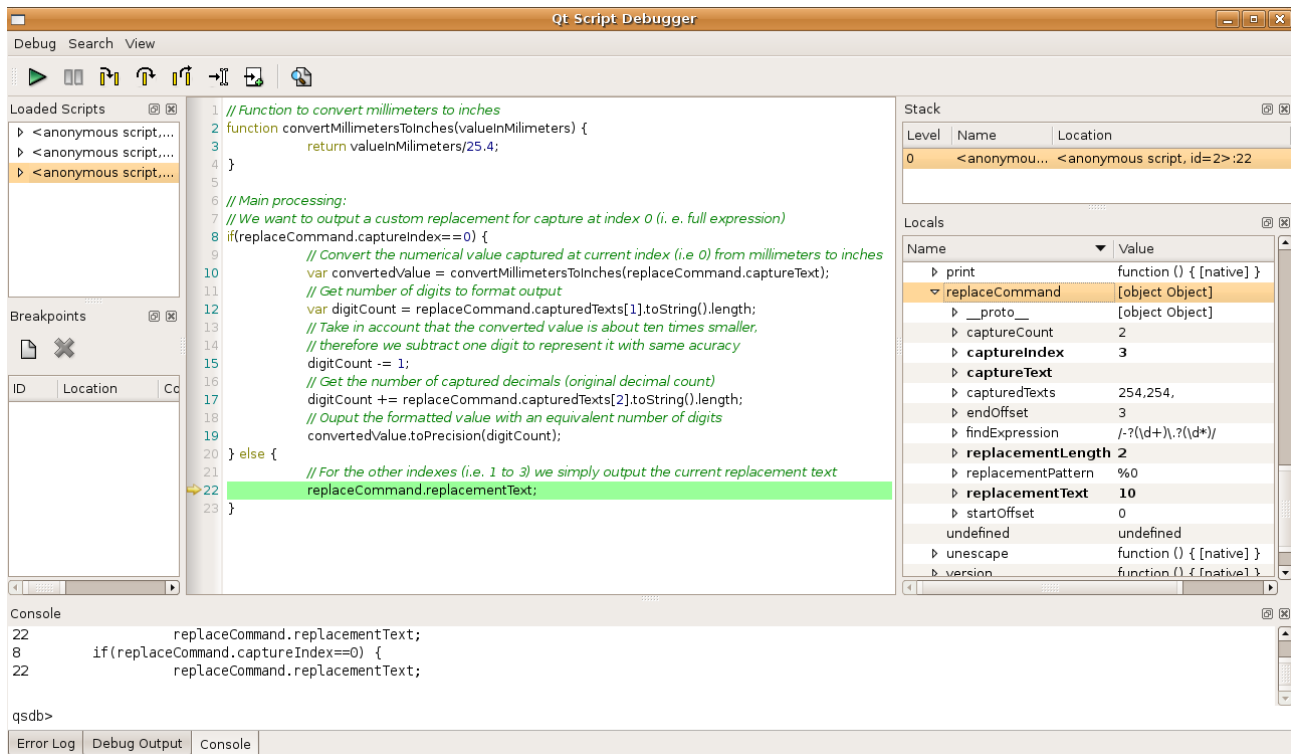 Qt Script Debugger
Debug Search View
Loaded Scripts
<anonymous script,...
<anonymous script,...
<anonymous script,...
Breakpoints
ID Location Co
1 // Function to convert millimeters to inches
2 function convertMillimetersToInches(valueInMilimeters) {
3 return valueInMilimeters/25.4;
4 }
5
6 // Main processing:
7 // We want to output a custom replacement for capture at index 0 (i. e. full expression)
8 if(replaceCommand.captureIndex==0) {
9 // Convert the numerical value captured at current index (i.e 0) from millimeters to inches
10 var convertedValue = convertMillimetersToInches(replaceCommand.captureText);
11 // Get number of digits to format output
12 var digitCount = replaceCommand.capturedTexts[1].toString().length;
13 // Take in account that the converted value is about ten times smaller,
14 // therefore we subtract one digit to represent it with same acuracy
15 digitCount -= 1;
16 // Get the number of captured decimals (original decimal count)
17 digitCount += replaceCommand.capturedTexts[2].toString().length;
18 // Ouput the formatted value with an equivalent number of digits
19 convertedValue.toPrecision(digitCount);
20 } else {
21 // For the other indexes (i.e. 1 to 3) we simply output the current replacement text
22 replaceCommand.replacementText;
23 }
Stack
Level Name Location
0 <anonymou... <anonymous script, id=2>:22
Locals
Name Value
print function () { [native] }
replaceCommand [object Object]
__proto__ [object Object]
captureCount 2
captureIndex 3
captureText
capturedTexts 254,254,
endOffset 3
findExpression /-?(\d+)\.?(\d*)/
replacementLength 2
replacementPattern %0
replacementText 10
startOffset 0
undefined undefined
unescape function () { [native] }
version function () { [native] }
Console
22 replaceCommand.replacementText;
8 if(replaceCommand.captureIndex==0) {
22 replaceCommand.replacementText;
qsdb>
Error Log Debug Output Console